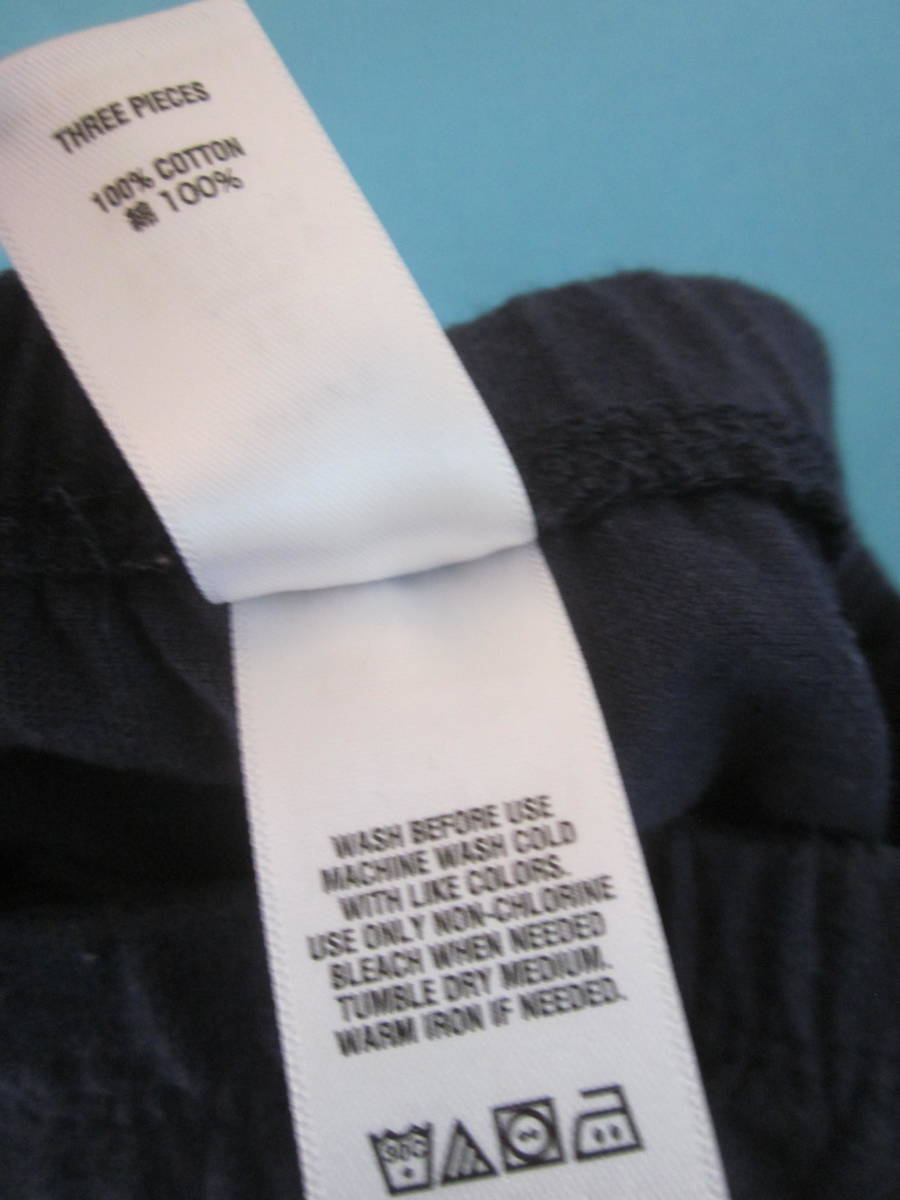 THREE PIECES
100% COTTON
綿 100%
WASH BEFORE USE
MACHINE WASH COLD
WITH LIKE COLORS.
USE ONLY NON-CHLORINE
BLEACH WHEN NEEDED
TUMBLE DRY MEDIUM.
WARM IRON IF NEEDED.
30C